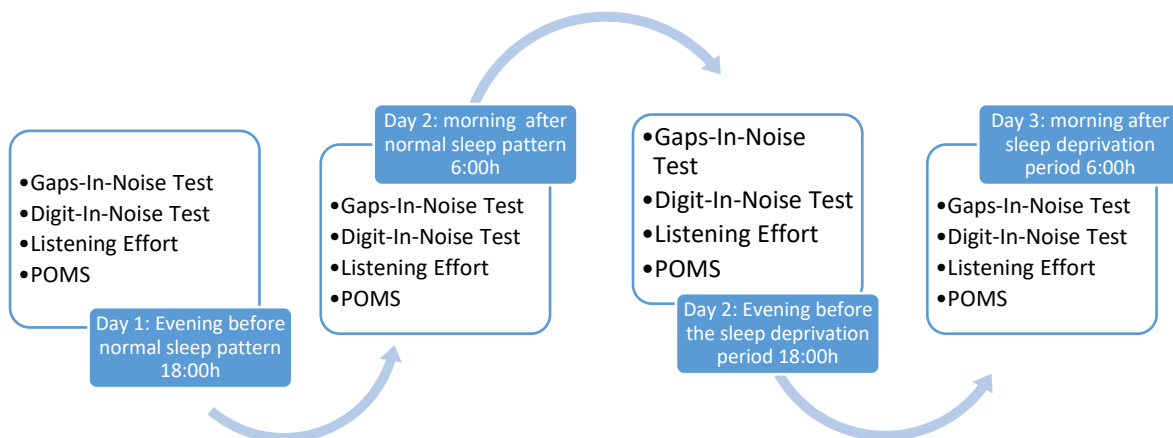 •Gaps-In-Noise Test
•Digit-In-Noise Test
•Listening Effort
•POMS
Day 1: Evening before
normal sleep pattern
18:00h
Day 2: morning after
normal sleep pattern
6:00h
•Gaps-In-Noise Test
•Digit-In-Noise Test
•Listening Effort
•POMS
•Gaps-In-Noise
Test
•Digit-In-Noise Test
•Listening Effort
•POMS
Day 2: Evening before
the sleep deprivation
period 18:00h
Day 3: morning after
sleep deprivation
period 6:00h
•Gaps-In-Noise Test
•Digit-In-Noise Test
•Listening Effort
•POMS